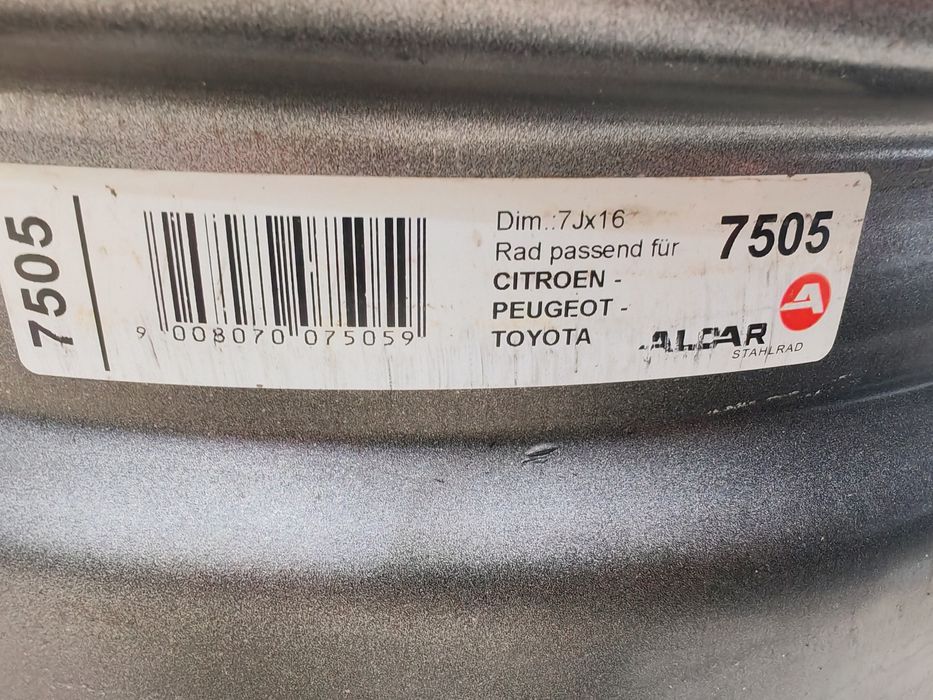 7505
9 008070 075059
Dim.:7Jx16
Rad passend für
CITROEN -
PEUGEOT -
TOYOTA
7505
A
ALCAR
STAHLRAD